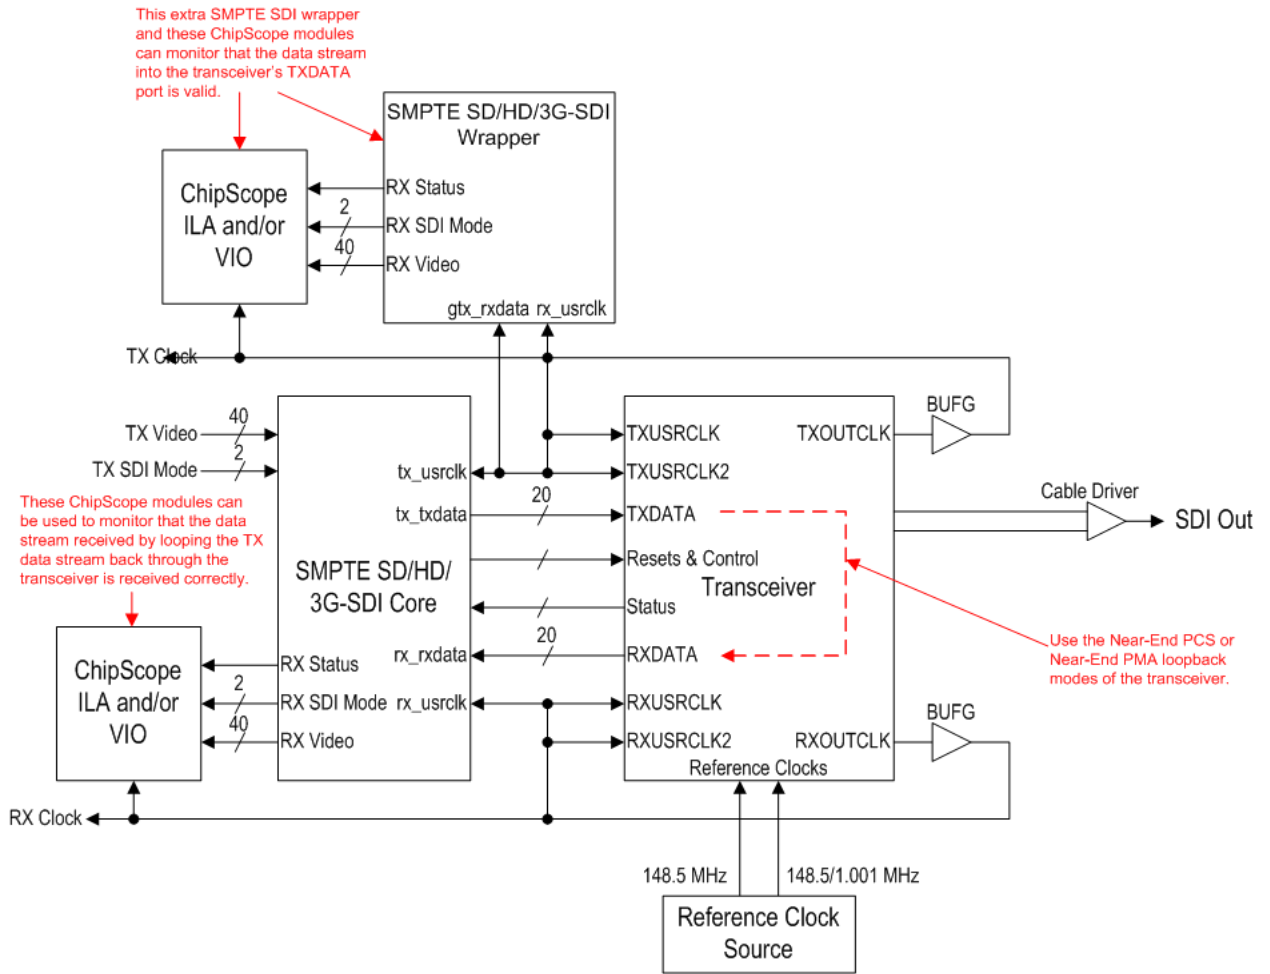 This extra SMPTE SDI wrapper
and these ChipScope modules
can monitor that the data stream
into the transceiver's TXDATA
port is valid.
SMPTE SD/HD/3G-SDI
Wrapper
ChipScope
ILA and/or
VIO
RX Status
2
RX SDI Mode
40
RX Video
gtx_rxdata rx_usrclk
TX Clock
TX Video
40
TX SDI Mode
2
tx_usrclk
tx_txdata
20
SMPTE SD/HD/
3G-SDI Core
rx_rxdata
20
RX Status
RX SDI Mode rx_usrclk
RX Video
TXUSRCLK
TXOUTCLK
TXUSRCLK2
TXDATA
Resets & Control
Transceiver
Status
RXDATA
RXUSRCLK
RXUSRCLK2
RXOUTCLK
Reference Clocks
BUFG
Cable Driver
SDI Out
Use the Near-End PCS or
Near-End PMA loopback
modes of the transceiver.
BUFG
These ChipScope modules can
be used to monitor that the data
stream received by looping the TX
data stream back through the
transceiver is received correctly.
ChipScope
ILA and/or
VIO
2
40
RX Clock
148.5 MHz
148.5/1.001 MHz
Reference Clock
Source